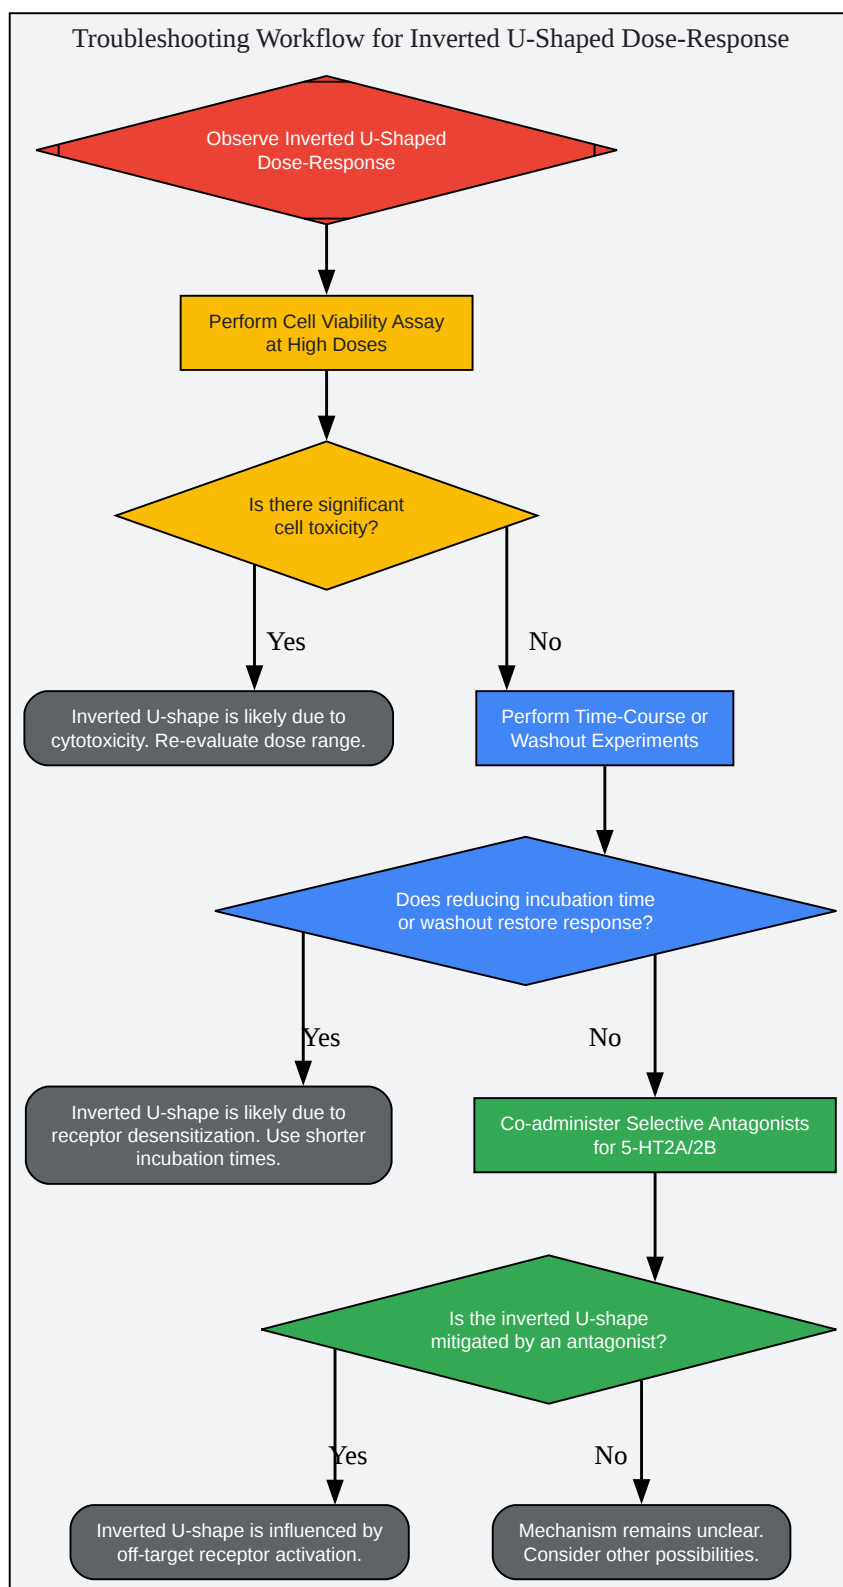 Troubleshooting Workflow for Inverted U-Shaped Dose-Response
Observe Inverted U-Shaped
Dose-Response
Perform Cell Viability Assay
at High Doses
Is there significant
cell toxicity?
Yes
No
Inverted U-shape is likely due to
cytotoxicity. Re-evaluate dose range.
Perform Time-Course or
Washout Experiments
Does reducing incubation time
or washout restore response?
Yes
No
Inverted U-shape is likely due to
receptor desensitization. Use shorter
incubation times.
Co-administer Selective Antagonists
for 5-HT2A/2B
Is the inverted U-shape
mitigated by an antagonist?
Yes
No
Inverted U-shape is influenced by
off-target receptor activation.
Mechanism remains unclear.
Consider other possibilities.